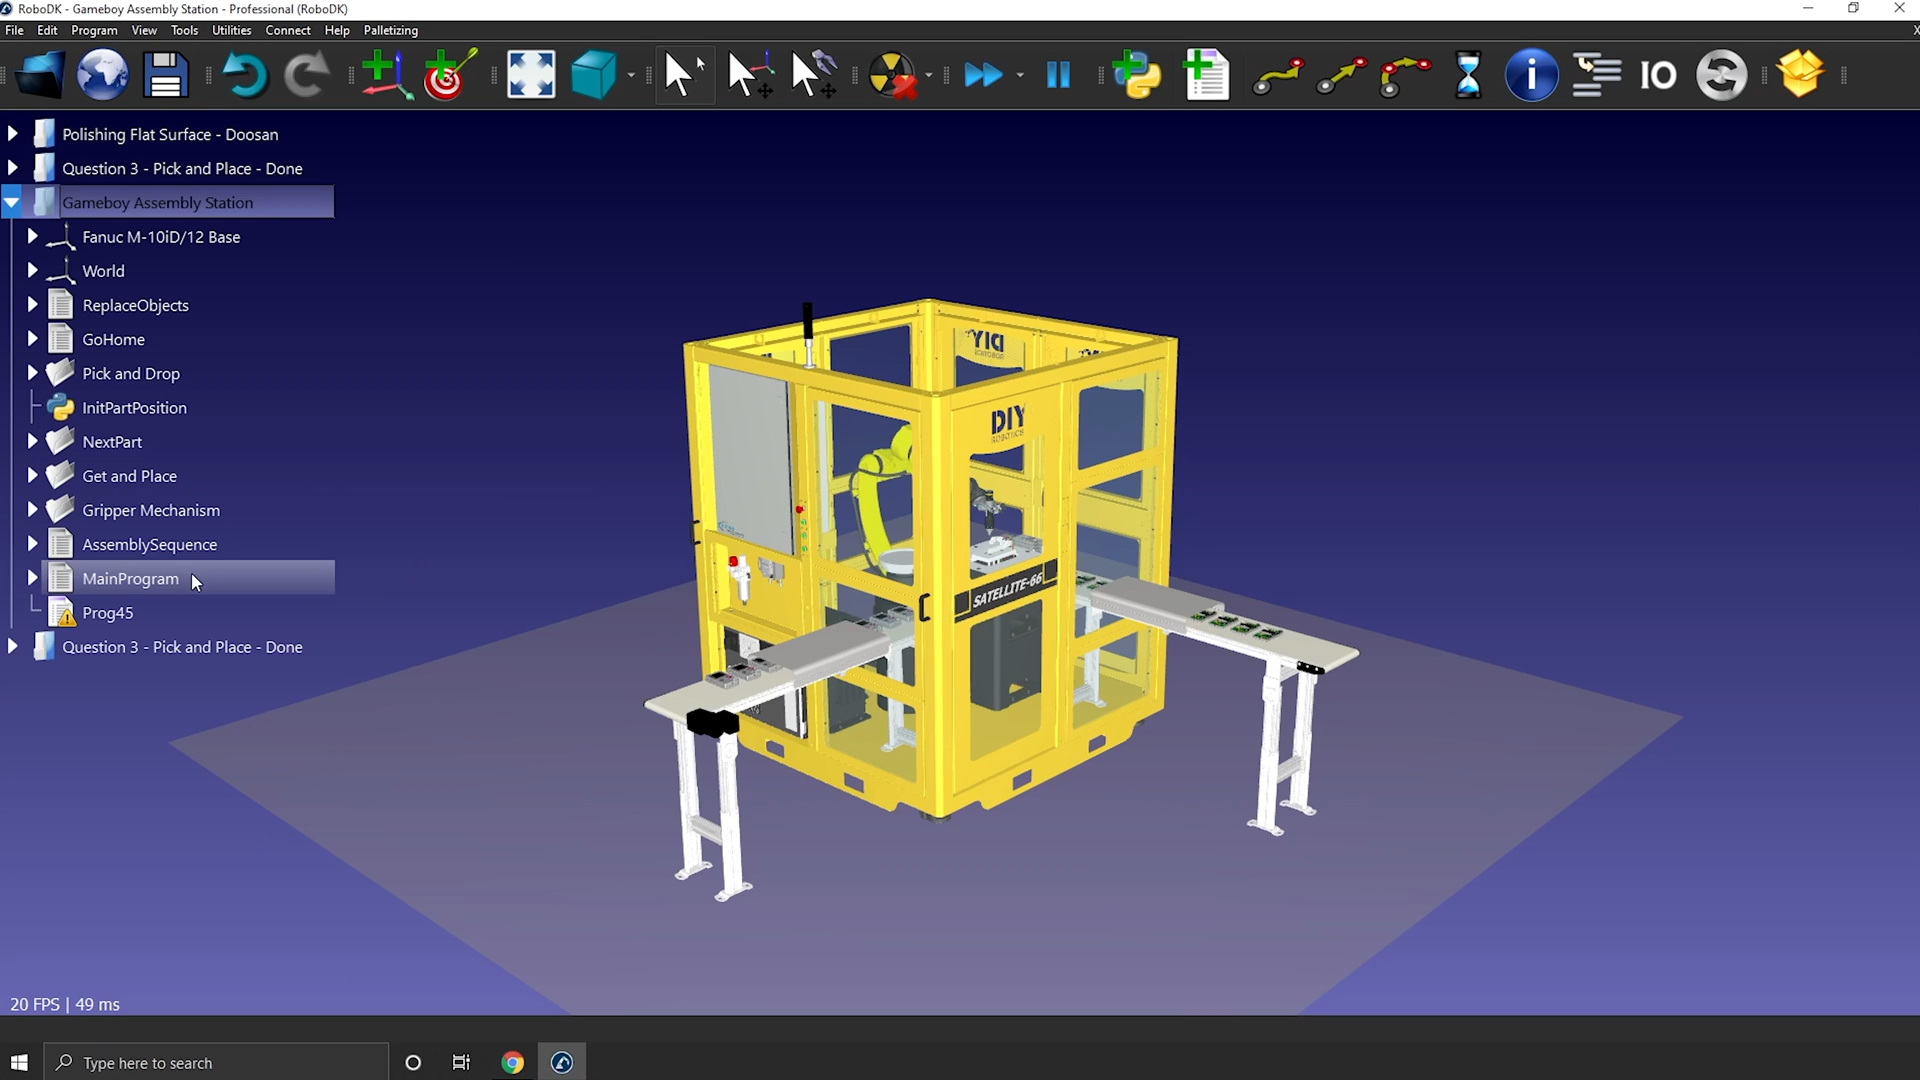 RoboDK - Gameboy Assembly Station - Professional (RoboDK)
File Edit Program View Tools Utilities Connect Help Palletizing
IO
Polishing Flat Surface - Doosan
Question 3 - Pick and Place - Done
Gameboy Assembly Station
Fanuc M-10iD/12 Base
World
ReplaceObjects
GoHome
Pick and Drop
InitPartPosition
NextPart
Get and Place
Gripper Mechanism
AssemblySequence
MainProgram
Prog45
Question 3 - Pick and Place - Done
DIY
DIY
ROBOTICS
SATELLITE-66
20 FPS | 49 ms
Type here to search